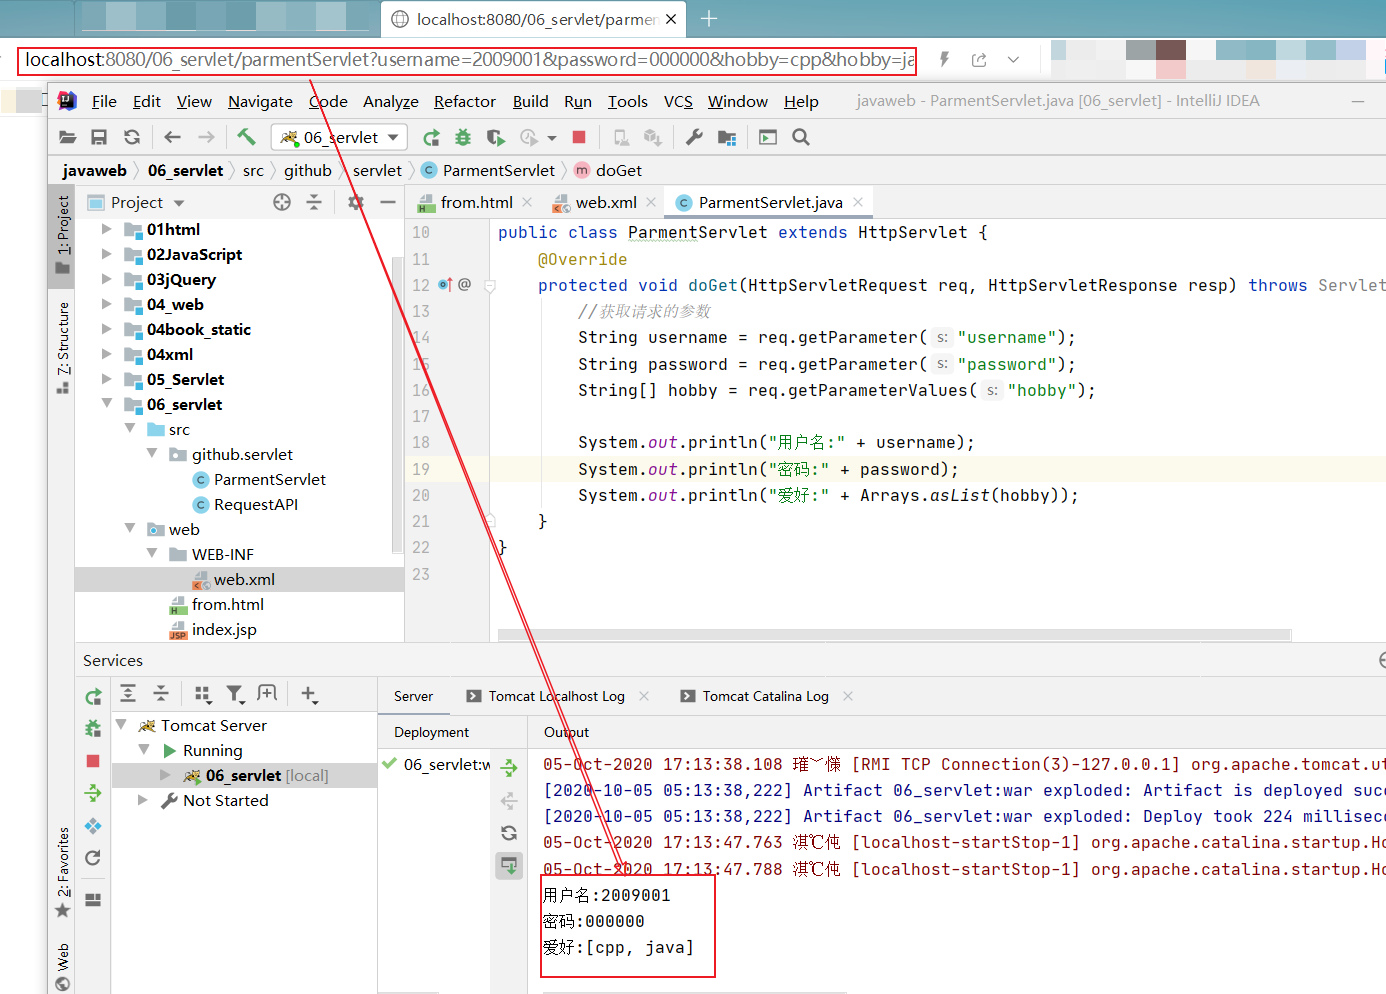 localhost:8080/06_servlet/parmen
localhost:8080/06_servlet/parmentServlet?username=2009001&password=000000&hobby=cpp&hobby=ja
File Edit View Navigate Code Analyze Refactor Build Run Tools VCS Window Help javaweb - ParmentServlet.java [06_servlet] - IntelliJ IDEA
06_servlet
javaweb 06_servlet src github servlet ParmentServlet doGet
Project
from.html web.xml ParmentServlet.java
1: Project
7: Structure
2: Favorites
Web
01html
02JavaScript
03jQuery
04_web
04book_static
04xml
05_Servlet
06_servlet
src
github.servlet
ParmentServlet
RequestAPI
web
WEB-INF
web.xml
from.html
index.jsp
10 public class ParmentServlet extends HttpServlet {
11 @Override
12 protected void doGet(HttpServletRequest req, HttpServletResponse resp) throws Servlet
13 //获取请求的参数
14 String username = req.getParameter( s: "username");
15 String password = req.getParameter( s: "password");
16 String[] hobby = req.getParameterValues( s: "hobby");
17
18 System.out.println("用户名:" + username);
19 System.out.println("密码:" + password);
20 System.out.println("爱好:" + Arrays.asList(hobby));
21 }
22 }
23
Services
Tomcat Server
Running
06_servlet [local]
Not Started
Server Tomcat Localhost Log Tomcat Catalina Log
Deployment Output
06_servlet:w
05-Oct-2020 17:13:38.108 [RMI TCP Connection(3)-127.0.0.1] org.apache.tomcat.ut
[2020-10-05 05:13:38,222] Artifact 06_servlet:war exploded: Artifact is deployed succ
[2020-10-05 05:13:38,222] Artifact 06_servlet:war exploded: Deploy took 224 millisec
05-Oct-2020 17:13:47.763 淇℃伅 [localhost-startStop-1] org.apache.catalina.startup.Ho
05-Oct-2020 17:13:47.788 淇℃伅 [localhost-startStop-1] org.apache.catalina.startup.Ho
用户名:2009001
密码:000000
爱好:[cpp, java]